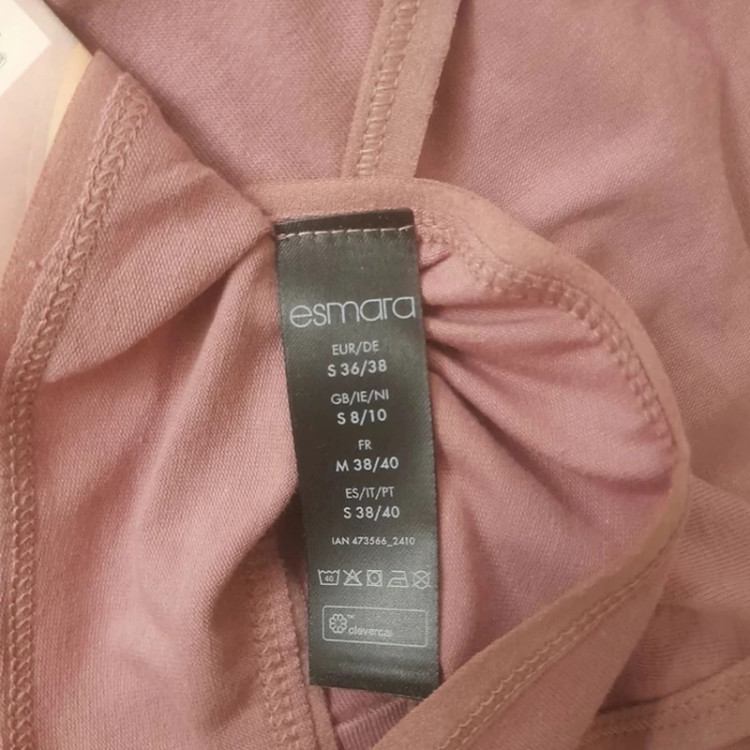 esmara
EUR/DE
S 36/38
GB/IE/NI
S 8/10
FR
M 38/40
ES/IT/PT
S 38/40
IAN 473566_2410
40
™
clevercare